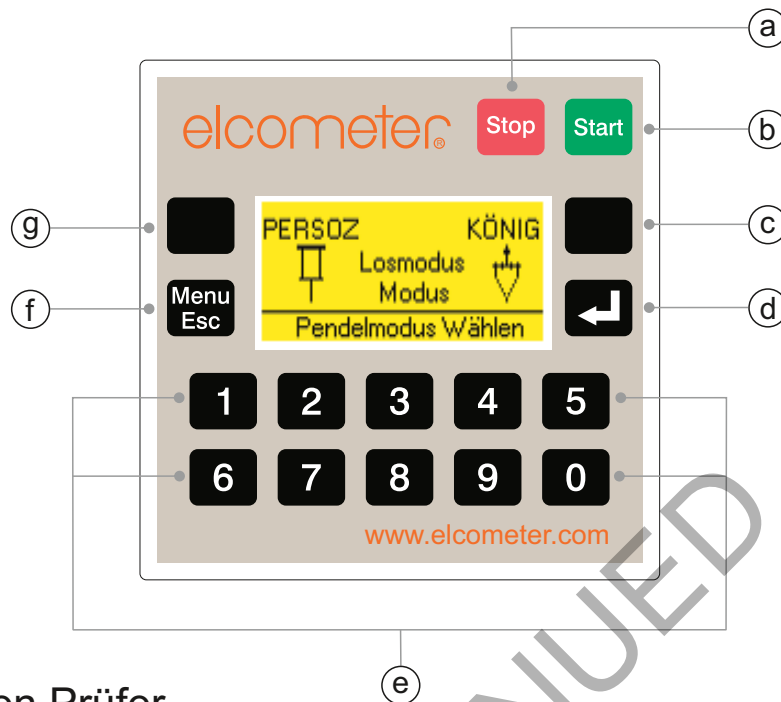 a
elcometer®
Stop
Start
b
g
PERSOZ
KÖNIG
c
Losmodus
Modus
Menu
Esc
f
d
Pendelmodus Wählen
1 2 3 4 5
6 7 8 9 0
www.elcometer.com
e
Prüfer